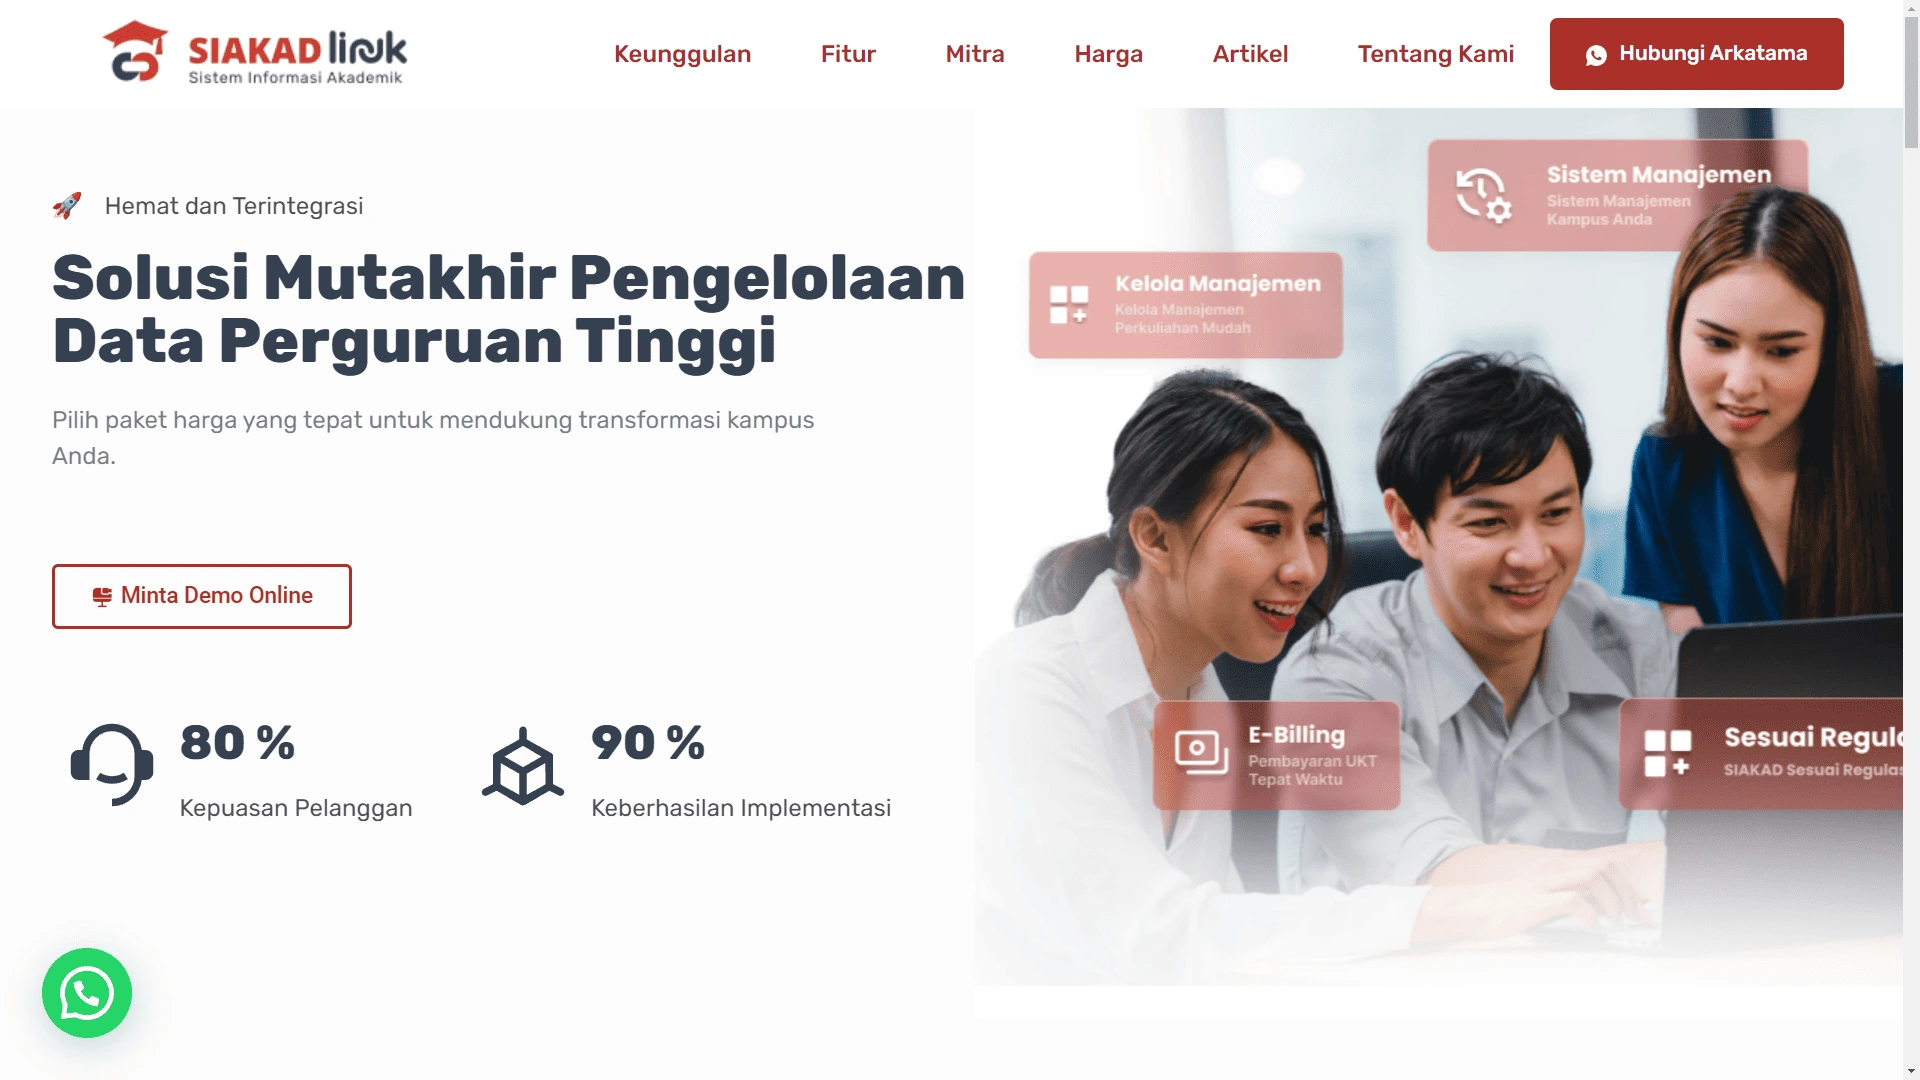 SIAKAD link
Sistem Informasi Akademik
Keunggulan
Fitur
Mitra
Harga
Artikel
Tentang Kami
Hubungi Arkatama
Hemat dan Terintegrasi
Solusi Mutakhir Pengelolaan
Data Perguruan Tinggi
Pilih paket harga yang tepat untuk mendukung transformasi kampus
Anda.
Minta Demo Online
80 %
Kepuasan Pelanggan
90 %
Keberhasilan Implementasi
Sistem Manajemen
Sistem Manajemen
Kampus Anda
Kelola Manajemen
Kelola Manajemen
Perkuliahan Mudah
E-Billing
Pembayaran UKT
Tepat Waktu
Sesuai Regul
SIAKAD Sesuai Regulas